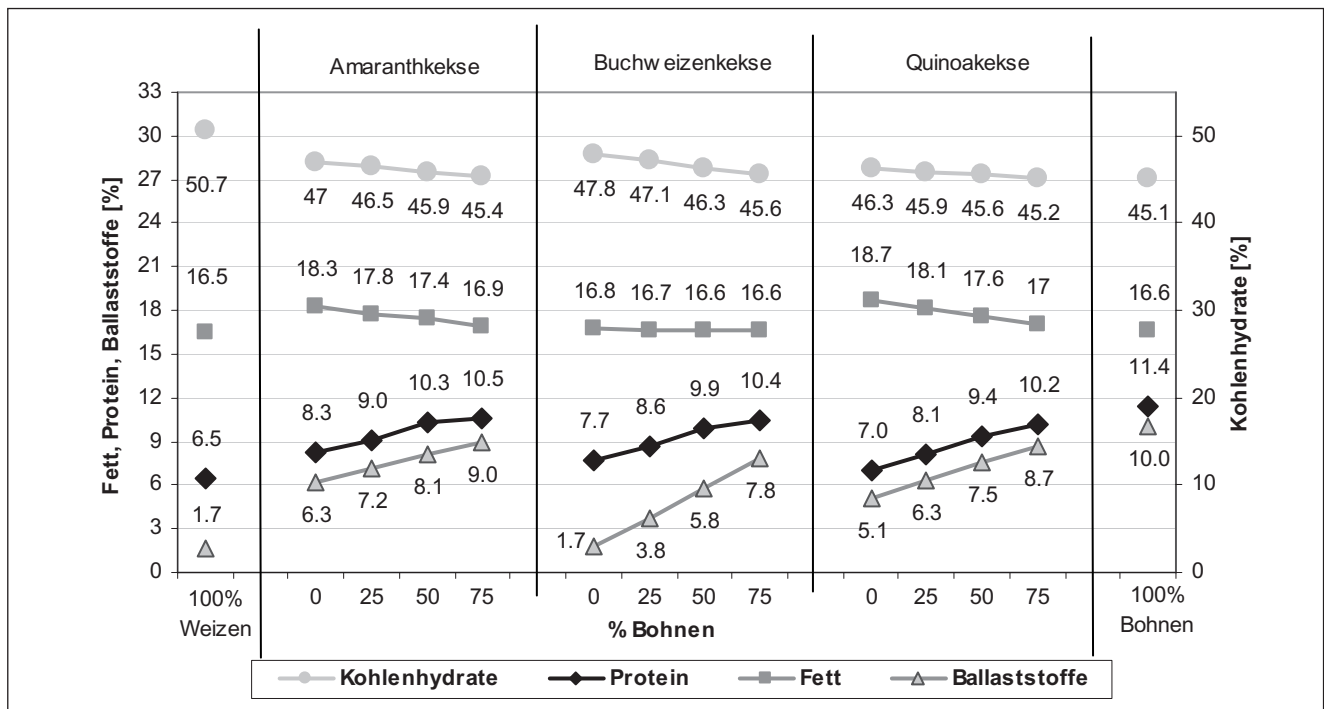 Amaranthkekse Buchweizenkekse Quinoakekse
33
30 50
50.7 47 46.5 45.9 45.4 47.8 47.1 46.3 45.6 46.3 45.9 45.6 45.2 45.1
27
24 40
21
16.5 18.3 17.8 17.4 16.9 16.8 16.7 16.6 16.6 18.7 18.1 17.6 17 16.6
18 30
15
12 20
6.5 8.3 9.0 10.3 10.5 7.7 8.6 9.9 10.4 7.0 8.1 9.4 10.2 11.4
9
6 10
1.7 6.3 7.2 8.1 9.0 1.7 3.8 5.8 7.8 5.1 6.3 7.5 8.7 10.0
3
0 0
Fett, Protein, Ballaststoffe [%]
Kohlenhydrate [%]
100% 0 25 50 75 0 25 50 75 0 25 50 75 100%
Weizen % Bohnen Bohnen
Kohlenhydrate Protein Fett Ballaststoffe